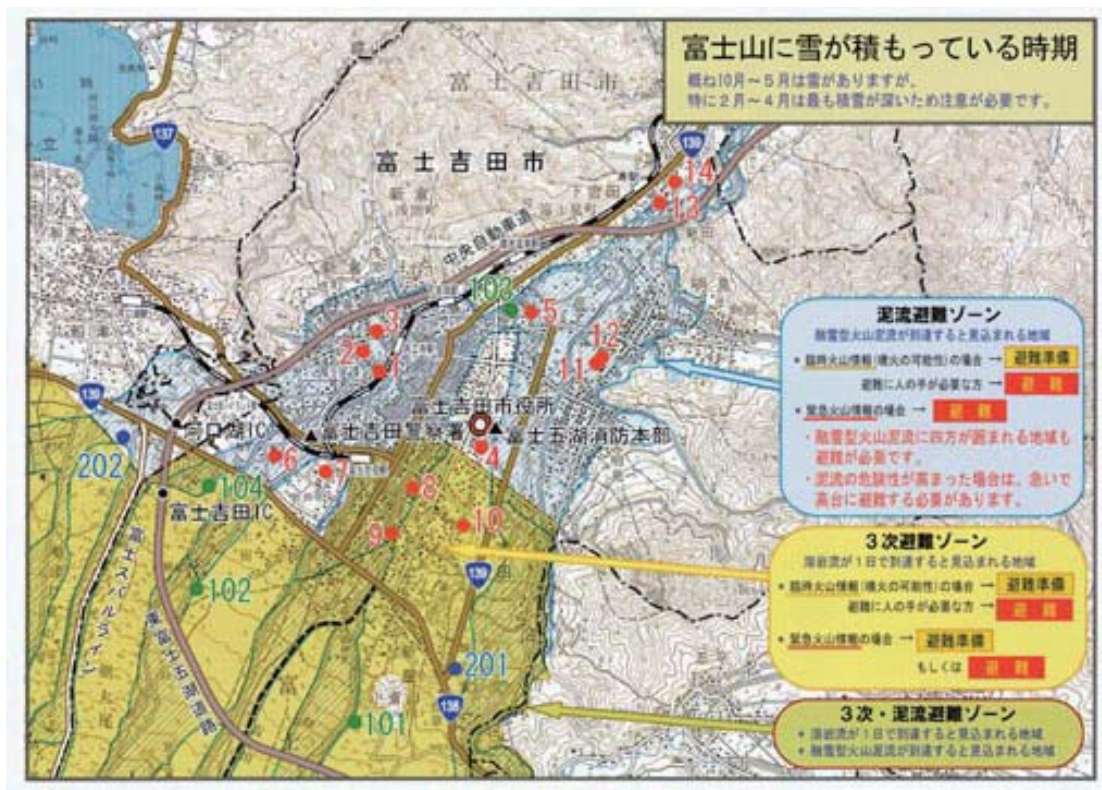 富士山に雪が積もっている時期
概ね10月～5月は雪がありますが、
特に2月～4月は最も積雪が深いため注意が必要です。
富士吉田市
富士吉田市
137
139
中央自動車道
14
13
103
5
3
2
1
12
11
富士吉田市役所
富士吉田警察署
富士五湖消防本部
4
139
河口湖IC
202
6
7
104
富士吉田IC
8
9
10
139
102
富士スバルライン
東富士五湖道路
201
138
101
泥流避難ゾーン
融雪型火山泥流が到達すると見込まれる地域
* 臨時火山情報(噴火の可能性)の場合 → 避難準備
避難に人の手が必要な方 → 避難
* 緊急火山情報の場合 → 避難
・融雪型火山泥流に四方が囲まれる地域も
避難が必要です。
・泥流の危険性が高まった場合は、急いで
高台に避難する必要があります。
3次避難ゾーン
溶岩流が1日で到達すると見込まれる地域
* 臨時火山情報(噴火の可能性)の場合 → 避難準備
避難に人の手が必要な方 → 避難
* 緊急火山情報の場合 → 避難準備
もしくは 避難
3次・泥流避難ゾーン
* 溶岩流が1日で到達すると見込まれる地域
* 融雪型火山泥流が到達すると見込まれる地域